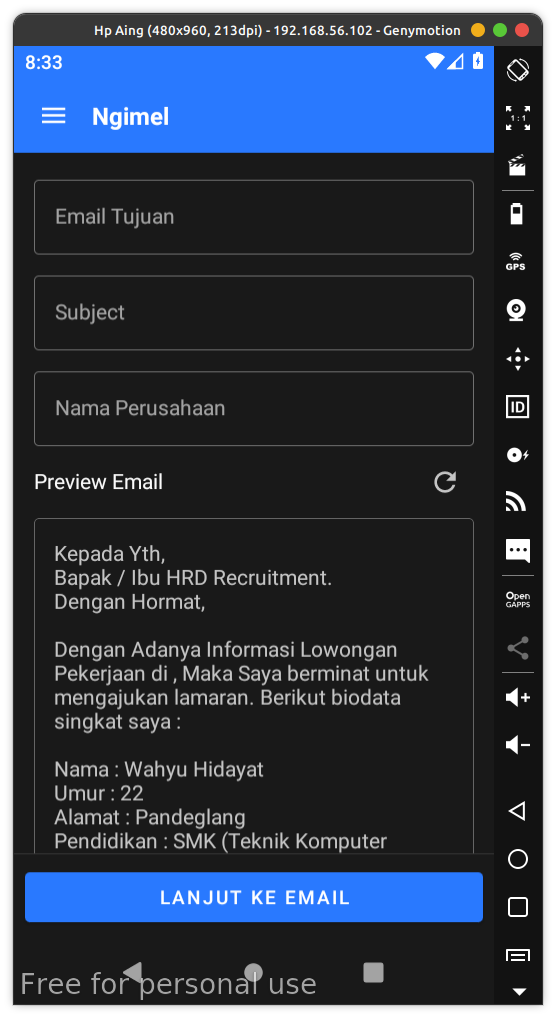 Hp Aing (480x960, 213dpi) - 192.168.56.102 - Genymotion
8:33
Ngimel
1:1
Email Tujuan
GPS
Subject
Nama Perusahaan
ID
Preview Email
Kepada Yth,
Bapak / Ibu HRD Recruitment.
Dengan Hormat,
Open
GAPPS
Dengan Adanya Informasi Lowongan
Pekerjaan di , Maka Saya berminat untuk
mengajukan lamaran. Berikut biodata
singkat saya :
Nama : Wahyu Hidayat
Umur : 22
Alamat : Pandeglang
Pendidikan : SMK (Teknik Komputer
LANJUT KE EMAIL
Free for personal use